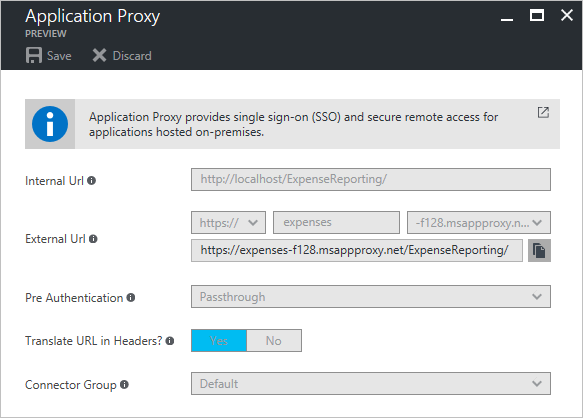 Application Proxy
PREVIEW
Save Discard
Application Proxy provides single sign-on (SSO) and secure remote access for
applications hosted on-premises.
Internal Url http://localhost/ExpenseReporting/
https:// expenses -f128.msappproxy.n...
External Url
https://expenses-f128.msappproxy.net/ExpenseReporting/
Pre Authentication Passthrough
Translate URL in Headers? Yes No
Connector Group Default